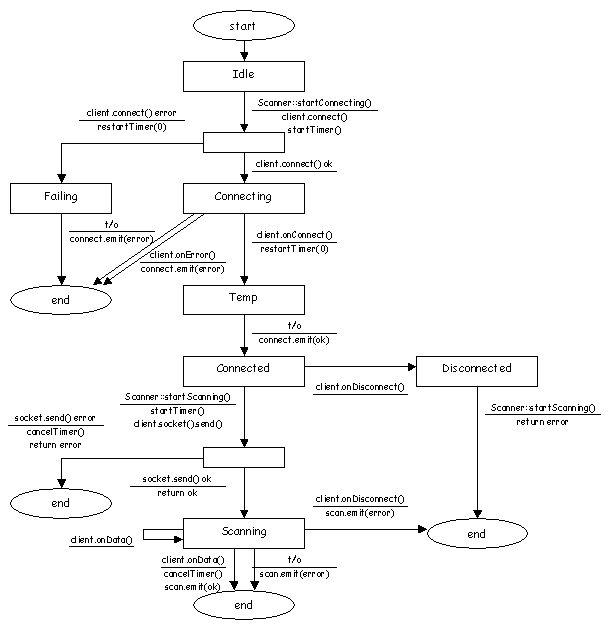 start
Idle
Scanner::startConnecting()
client.connect()
startTimer()
client.connect() error
restartTimer(0)
client.connect() ok
Failing
Connecting
t/o
connect.emit(error)
client.onError()
connect.emit(error)
client.onConnect()
restartTimer(0)
end
Temp
t/o
connect.emit(ok)
Connected
Disconnected
client.onDisconnect()
Scanner::startScanning()
startTimer()
client.socket().send()
Scanner::startScanning()
return error
socket.send() error
cancelTimer()
return error
socket.send() ok
return ok
end
client.onDisconnect()
scan.emit(error)
Scanning
end
client.onData()
client.onData()
cancelTimer()
scan.emit(ok)
t/o
scan.emit(error)
end